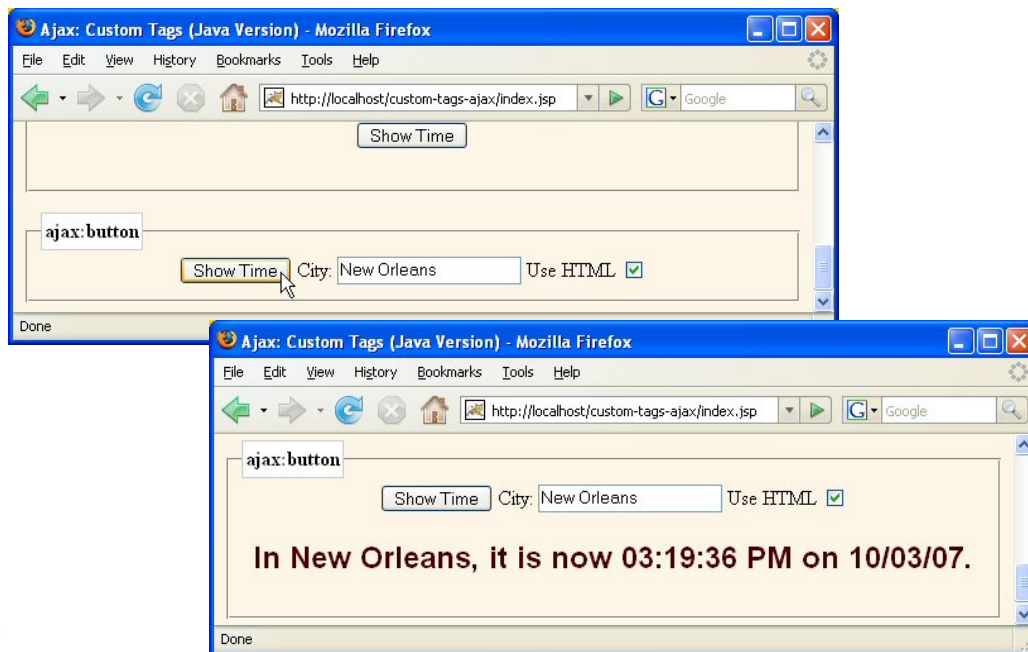 Ajax: Custom Tags (Java Version) - Mozilla Firefox
File Edit View History Bookmarks Tools Help
http://localhost/custom-tags-ajax/index.jsp G Google
Show Time
ajax:button
Show Time City: New Orleans Use HTML
Done
Ajax: Custom Tags (Java Version) - Mozilla Firefox
File Edit View History Bookmarks Tools Help
http://localhost/custom-tags-ajax/index.jsp G Google
ajax:button
Show Time City: New Orleans Use HTML
In New Orleans, it is now 03:19:36 PM on 10/03/07.
Done